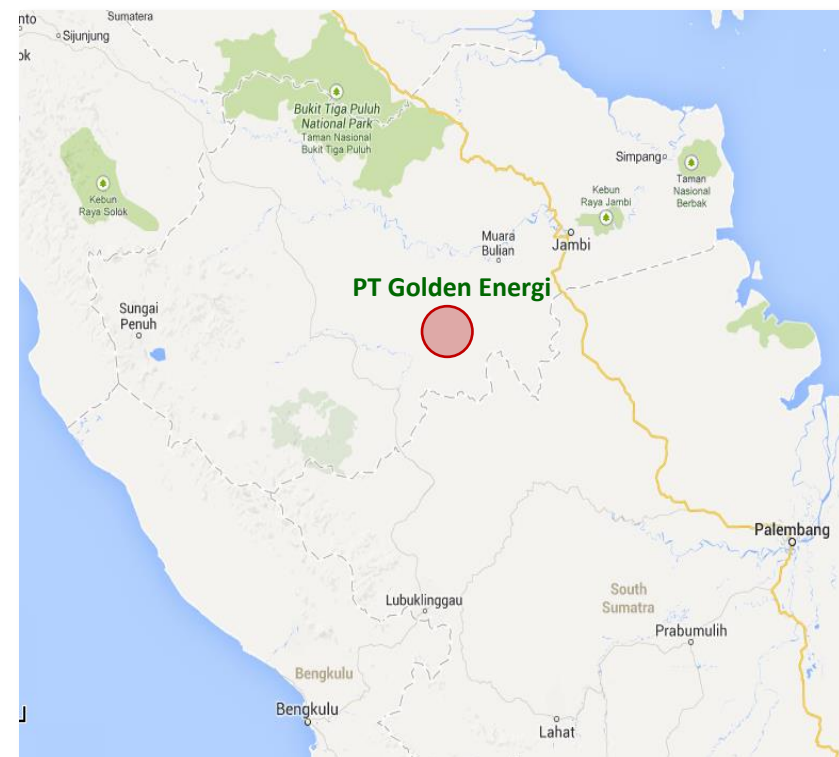 Sumatera
nto
Sijunjung
ok
Bukit Tiga Puluh
National Park
Taman Nasional
Bukit Tiga Puluh
Simpang
Taman
Nasional
Berbak
Kebun
Raya Solok
Kebun
Raya Jambi
Muara
Bulian
Jambi
PT Golden Energi
Sungai
Penuh
Palembang
Lubuklinggau
South
Sumatra
Prabumulih
Bengkulu
Bengkulu
Lahat